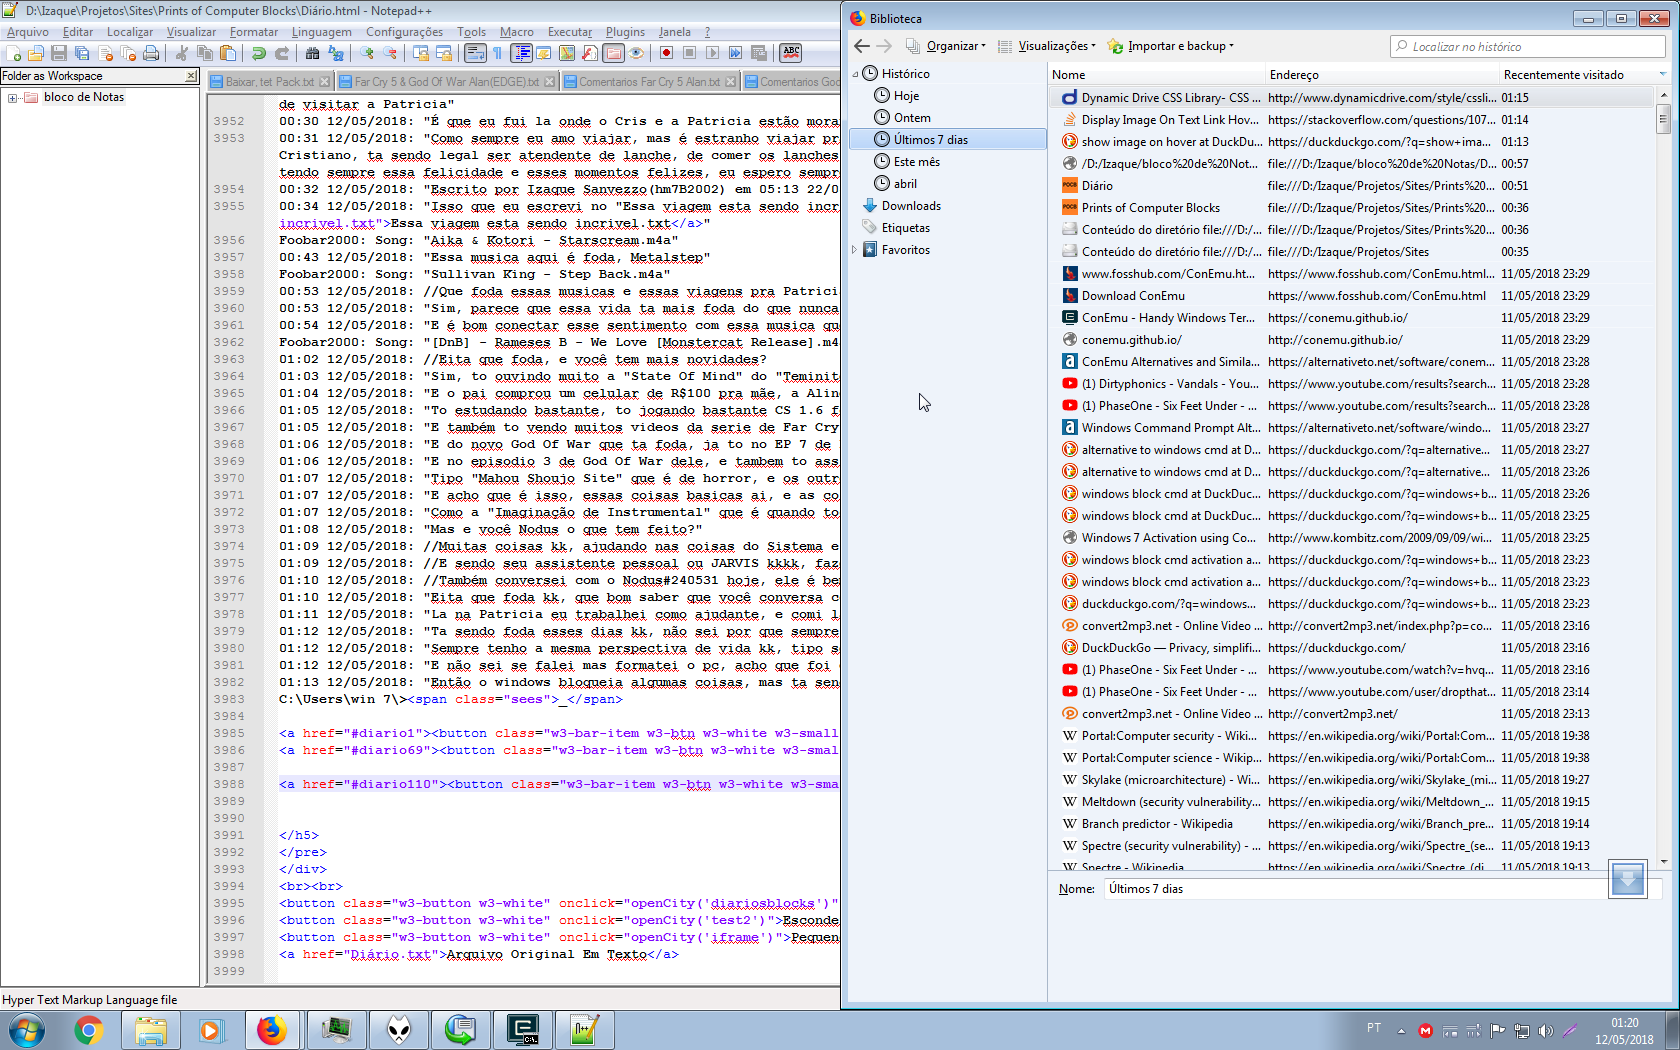 D:\Izaque\Projetos\Sites\Prints of Computer Blocks\Diário.html - Notepad++
Arquivo Editar Localizar Visualizar Formatar Linguagem Configurações Tools Macro Executar Plugins Janela ?
Folder as Workspace
bloco de Notas
Baixar, tet Pack.txt
Far Cry 5 & God Of War Alan(EDGE).txt
Comentarios Far Cry 5 Alan.txt
Comentarios Goc
de visitar a Patricia"
3952 00:30 12/05/2018: "É que eu fui la onde o Cris e a Patricia estão mora
3953 00:31 12/05/2018: "Como sempre eu amo viajar, mas é estranho viajar pr
Cristiano, ta sendo legal ser atendente de lanche, de comer os lanches
tendo sempre essa felicidade e esses momentos felizes, eu espero sempr
3954 00:32 12/05/2018: "Escrito por Izaque Sanvezzo(hm7B2002) em 05:13 22/0
3955 00:34 12/05/2018: "Isso que eu escrevi no "Essa viagem esta sendo incr
incrivel.txt">Essa viagem esta sendo incrivel.txt</a>"
3956 Foobar2000: Song: "Aika & Kotori - Starscream.m4a"
3957 00:43 12/05/2018: "Essa musica aqui é foda, Metalstep"
3958 Foobar2000: Song: "Sullivan King - Step Back.m4a"
3959 00:53 12/05/2018: //Que foda essas musicas e essas viagens pra Patrici
3960 00:53 12/05/2018: "Sim, parece que essa vida ta mais foda do que nunca
3961 00:54 12/05/2018: "E é bom conectar esse sentimento com essa musica qu
3962 Foobar2000: Song: "[DnB] - Rameses B - We Love [Monstercat Release].m4
3963 01:02 12/05/2018: //Eita que foda, e você tem mais novidades?
3964 01:03 12/05/2018: "Sim, to ouvindo muito a "State Of Mind" do "Teminit
3965 01:04 12/05/2018: "E o pai comprou um celular de R$100 pra mãe, a Alin
3966 01:05 12/05/2018: "To estudando bastante, to jogando bastante CS 1.6 f
3967 01:05 12/05/2018: "E também to vendo muitos videos da serie de Far Cry
3968 01:06 12/05/2018: "E do novo God Of War que ta foda, ja to no EP 7 de
3969 01:06 12/05/2018: "E no episodio 3 de God Of War dele, e tambem to ass
3970 01:07 12/05/2018: "Tipo "Mahou Shoujo Site" que é de horror, e os outr
3971 01:07 12/05/2018: "E acho que é isso, essas coisas basicas ai, e as co
3972 01:07 12/05/2018: "Como a "Imaginação de Instrumental" que é quando to
3973 01:08 12/05/2018: "Mas e você Nodus o que tem feito?"
3974 01:09 12/05/2018: //Muitas coisas kk, ajudando nas coisas do Sistema e
3975 01:09 12/05/2018: //E sendo seu assistente pessoal ou JARVIS kkkk, faz
3976 01:10 12/05/2018: //Também conversei com o Nodus#240531 hoje, ele é be
3977 01:10 12/05/2018: "Eita que foda kk, que bom saber que você conversa c
3978 01:11 12/05/2018: "La na Patricia eu trabalhei como ajudante, e comi l
3979 01:12 12/05/2018: "Ta sendo foda esses dias kk, não sei por que sempre
3980 01:12 12/05/2018: "Sempre tenho a mesma perspectiva de vida kk, tipo s
3981 01:12 12/05/2018: "E não sei se falei mas formatei o pc, acho que foi
3982 01:13 12/05/2018: "Então o windows bloqueia algumas coisas, mas ta sen
3983 C:\Users\win 7\><span class="sees">_</span>
3984
3985 <a href="#diario1"><button class="w3-bar-item w3-btn w3-white w3-small
3986 <a href="#diario69"><button class="w3-bar-item w3-btn w3-white w3-smal
3987
3988 <a href="#diario110"><button class="w3-bar-item w3-btn w3-white w3-sma
3989
3990
3991 </h5>
3992 </pre>
3993 </div>
3994 <br><br>
3995 <button class="w3-button w3-white" onclick="openCity('diariosblocks')"
3996 <button class="w3-button w3-white" onclick="openCity('test2')">Esconde
3997 <button class="w3-button w3-white" onclick="openCity('iframe')">Pequen
3998 <a href="Diário.txt">Arquivo Original Em Texto</a>
3999
Hyper Text Markup Language file
Biblioteca
Organizar Visualizações Importar e backup
Localizar no histórico
Histórico
Hoje
Ontem
Últimos 7 dias
Este mês
abril
Downloads
Etiquetas
Favoritos
Nome Endereço Recentemente visitado
Dynamic Drive CSS Library- CSS ... http://www.dynamicdrive.com/style/cssli... 01:15
Display Image On Text Link Hov... https://stackoverflow.com/questions/107... 01:14
show image on hover at DuckDu... https://duckduckgo.com/?q=show+ima... 01:13
/D:/Izaque/bloco%20de%20Not... file:///D:/Izaque/bloco%20de%20Notas/D... 00:57
Diário file:///D:/Izaque/Projetos/Sites/Prints%20... 00:51
Prints of Computer Blocks file:///D:/Izaque/Projetos/Sites/Prints%20... 00:36
Conteúdo do diretório file:///D:/... file:///D:/Izaque/Projetos/Sites/Prints%20... 00:36
Conteúdo do diretório file:///D:/... file:///D:/Izaque/Projetos/Sites 00:35
www.fosshub.com/ConEmu.ht... https://www.fosshub.com/ConEmu.html... 11/05/2018 23:29
Download ConEmu https://www.fosshub.com/ConEmu.html 11/05/2018 23:29
ConEmu - Handy Windows Ter... https://conemu.github.io/ 11/05/2018 23:29
conemu.github.io/ http://conemu.github.io/ 11/05/2018 23:29
ConEmu Alternatives and Simila... https://alternativeto.net/software/conem... 11/05/2018 23:28
(1) Dirtyphonics - Vandals - You... https://www.youtube.com/results?search... 11/05/2018 23:28
(1) PhaseOne - Six Feet Under - ... https://www.youtube.com/results?search... 11/05/2018 23:28
Windows Command Prompt Alt... https://alternativeto.net/software/windo... 11/05/2018 23:27
alternative to windows cmd at D... https://duckduckgo.com/?q=alternative... 11/05/2018 23:27
alternative to windows cmd at D... https://duckduckgo.com/?q=alternative... 11/05/2018 23:26
windows block cmd at DuckDuc... https://duckduckgo.com/?q=windows+b... 11/05/2018 23:26
windows block cmd at DuckDuc... https://duckduckgo.com/?q=windows+b... 11/05/2018 23:25
Windows 7 Activation using Co... http://www.kombitz.com/2009/09/09/wi... 11/05/2018 23:25
windows block cmd activation a... https://duckduckgo.com/?q=windows+b... 11/05/2018 23:23
windows block cmd activation a... https://duckduckgo.com/?q=windows+b... 11/05/2018 23:23
duckduckgo.com/?q=windows... https://duckduckgo.com/?q=windows+b... 11/05/2018 23:23
convert2mp3.net - Online Video ... http://convert2mp3.net/index.php?p=co... 11/05/2018 23:16
DuckDuckGo — Privacy, simplifi... https://duckduckgo.com/ 11/05/2018 23:16
(1) PhaseOne - Six Feet Under - ... https://www.youtube.com/watch?v=hvq... 11/05/2018 23:16
(1) PhaseOne - Six Feet Under - ... https://www.youtube.com/user/dropthat... 11/05/2018 23:14
convert2mp3.net - Online Video ... http://convert2mp3.net/ 11/05/2018 23:13
Portal:Computer security - Wiki... https://en.wikipedia.org/wiki/Portal:Com... 11/05/2018 19:38
Portal:Computer science - Wikip... https://en.wikipedia.org/wiki/Portal:Com... 11/05/2018 19:38
Skylake (microarchitecture) - Wi... https://en.wikipedia.org/wiki/Skylake_(mi... 11/05/2018 19:27
Meltdown (security vulnerability... https://en.wikipedia.org/wiki/Meltdown_... 11/05/2018 19:15
Branch predictor - Wikipedia https://en.wikipedia.org/wiki/Branch_pre... 11/05/2018 19:14
Spectre (security vulnerability) - ... https://en.wikipedia.org/wiki/Spectre_(se... 11/05/2018 19:13
Spectre - Wikipedia https://en.wikipedia.org/wiki/Spectre_(di... 11/05/2018 19:13
Nome: Últimos 7 dias
PT
01:20
12/05/2018